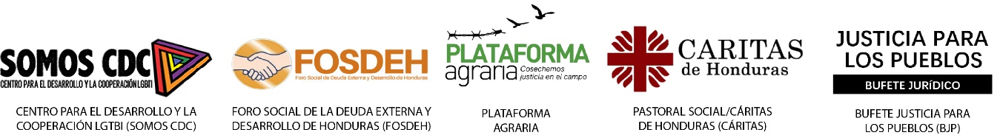 SOMOS CDC
CENTRO PARA EL DESARROLLO Y LA COOPERACIÓN LGBTI
CENTRO PARA EL DESARROLLO Y LA
COOPERACIÓN LGTBI (SOMOS CDC)
FOSDEH
Foro Social de Deuda Externa y Desarrollo de Honduras
FORO SOCIAL DE LA DEUDA EXTERNA Y
DESARROLLO DE HONDURAS (FOSDEH)
PLATAFORMA
agraria
Cosechemos
justicia en el campo
PLATAFORMA
AGRARIA
CARITAS
de Honduras
PASTORAL SOCIAL/CÁRITAS
DE HONDURAS (CÁRITAS)
JUSTICIA PARA
LOS PUEBLOS
BUFETE JURÍDICO
BUFETE JUSTICIA PARA
LOS PUEBLOS (BJP)